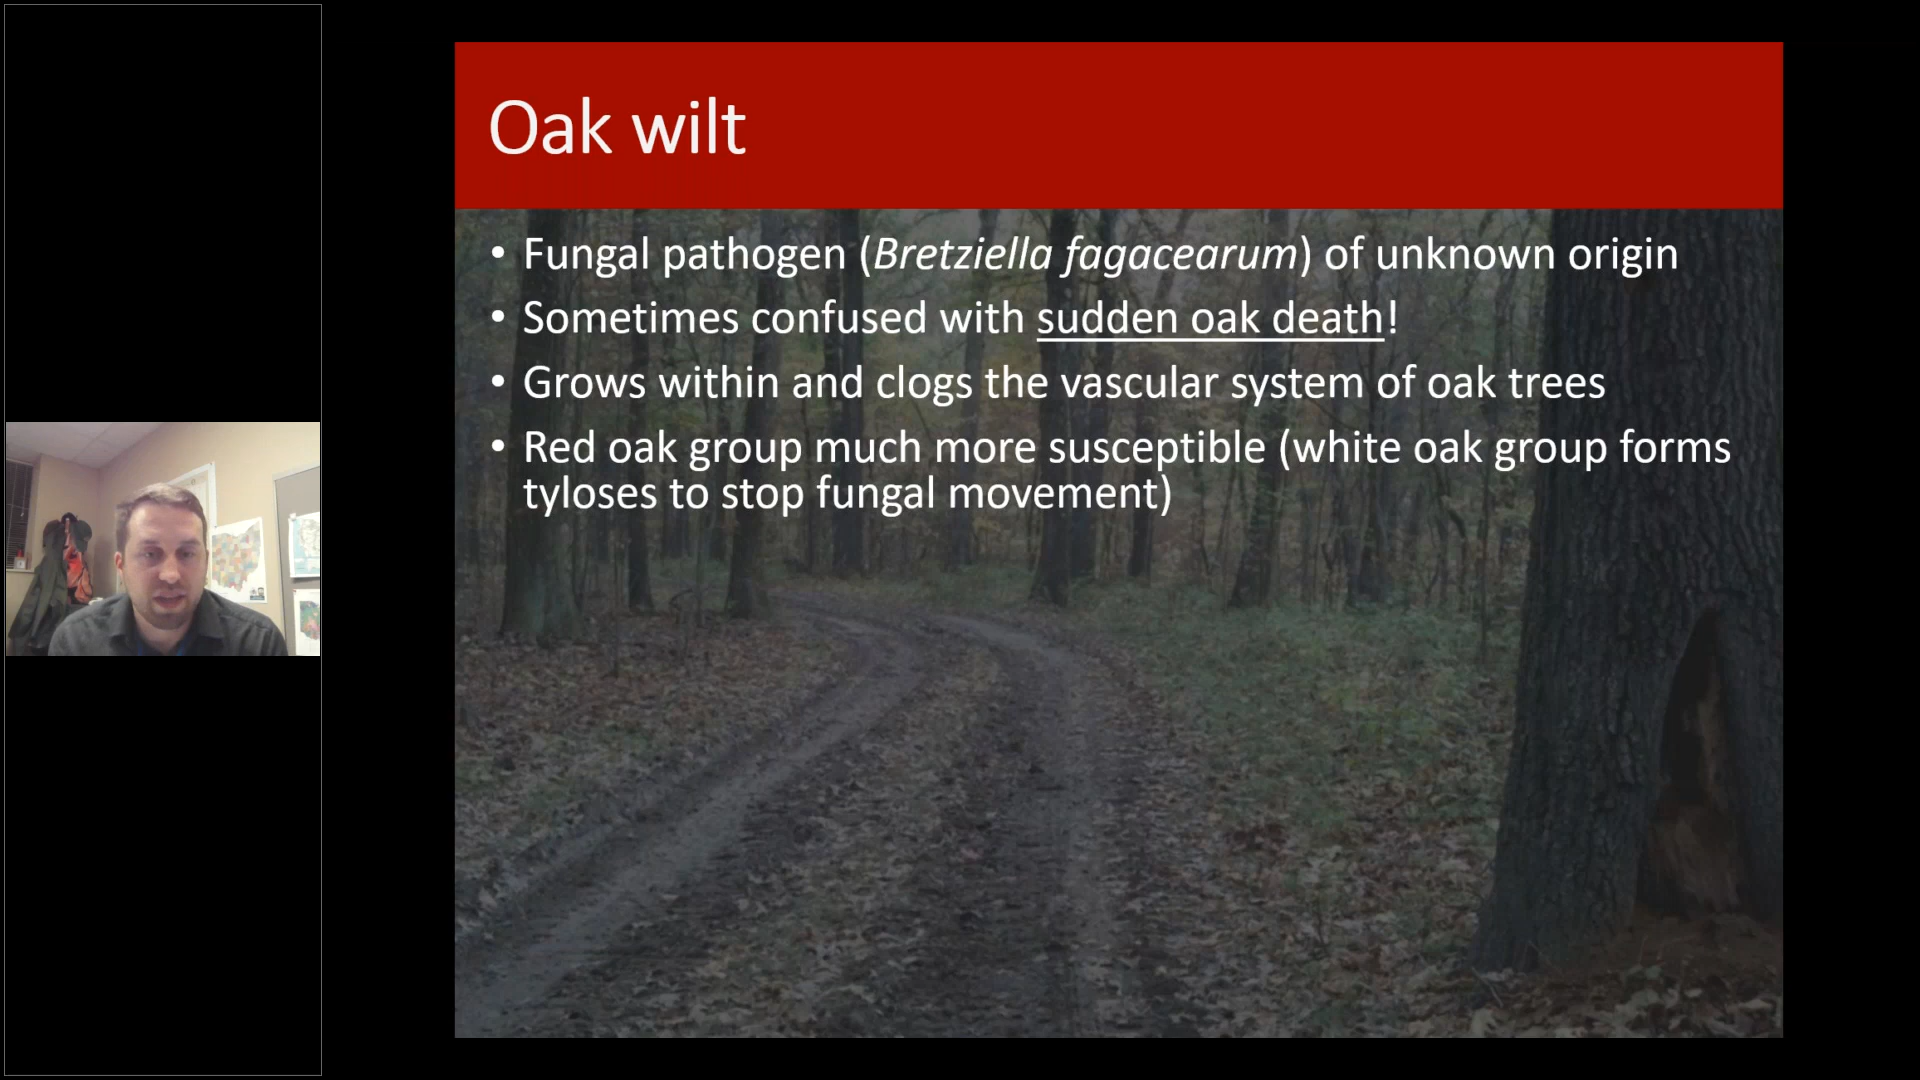 Oak wilt
• Fungal pathogen (Bretziella fagacearum) of unknown origin
• Sometimes confused with sudden oak death!
• Grows within and clogs the vascular system of oak trees
• Red oak group much more susceptible (white oak group forms
tyloses to stop fungal movement)